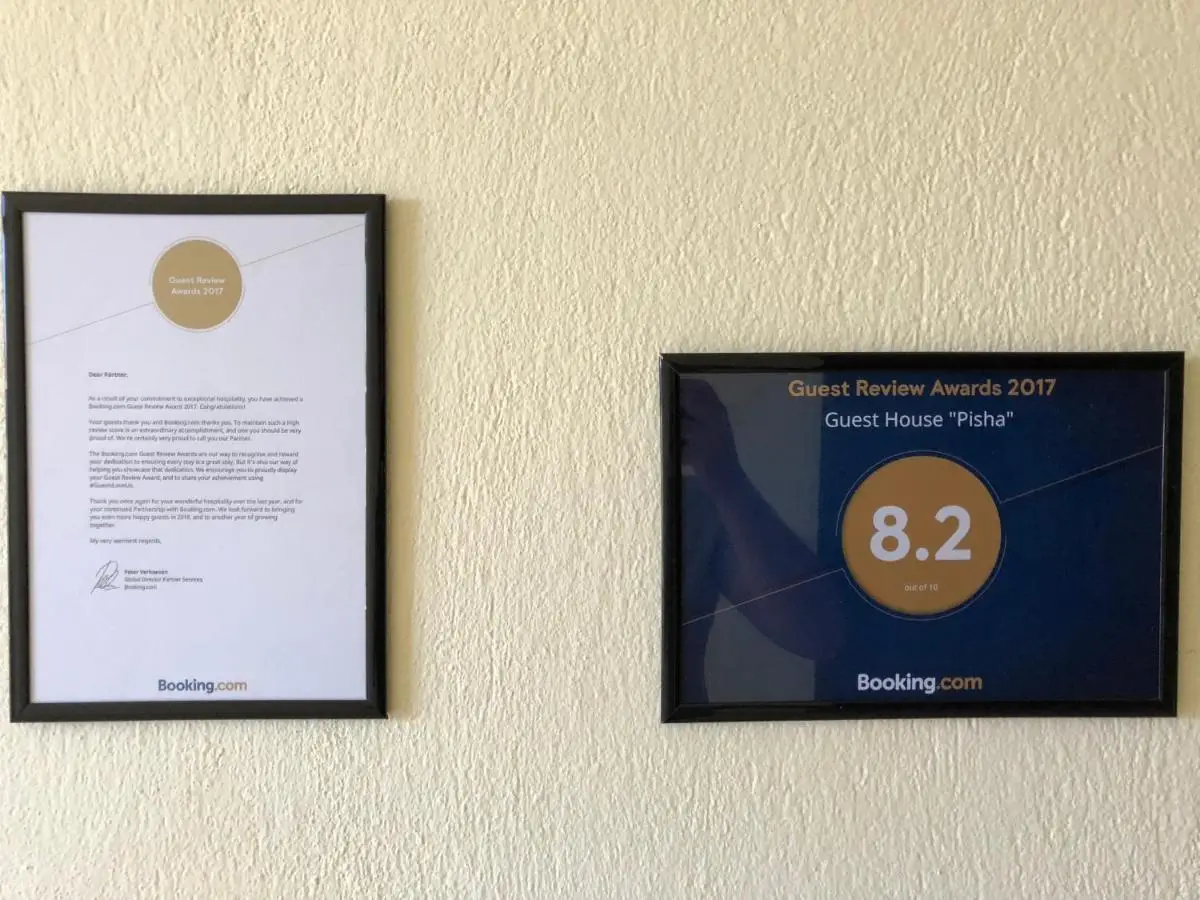 Guest Review
Awards 2017
Dear Partner,
As a result of your commitment to exceptional hospitality, you have achieved a
Booking.com Guest Review Award 2017. Congratulations!
Your guests thank you and Booking.com thanks you. To maintain such a high
review score is an extraordinary accomplishment, and one you should be very
proud of. We're certainly very proud to call you our Partner.
The Booking.com Guest Review Awards are our way to recognise and reward
your dedication to ensuring every stay is a great stay. But it's also our way of
helping you showcase that dedication. We encourage you to proudly display
your Guest Review Award, and to share your achievement using
#GuestsLoveUs.
Thank you once again for your wonderful hospitality over the last year, and for
your continued Partnership with Booking.com. We look forward to bringing
you even more happy guests in 2018, and to another year of growing
together.
My very warmest regards,
Peter Verhoeven
Global Director Partner Services
Booking.com
Booking.com
Guest Review Awards 2017
Guest House "Pisha"
8.2
out of 10
Booking.com